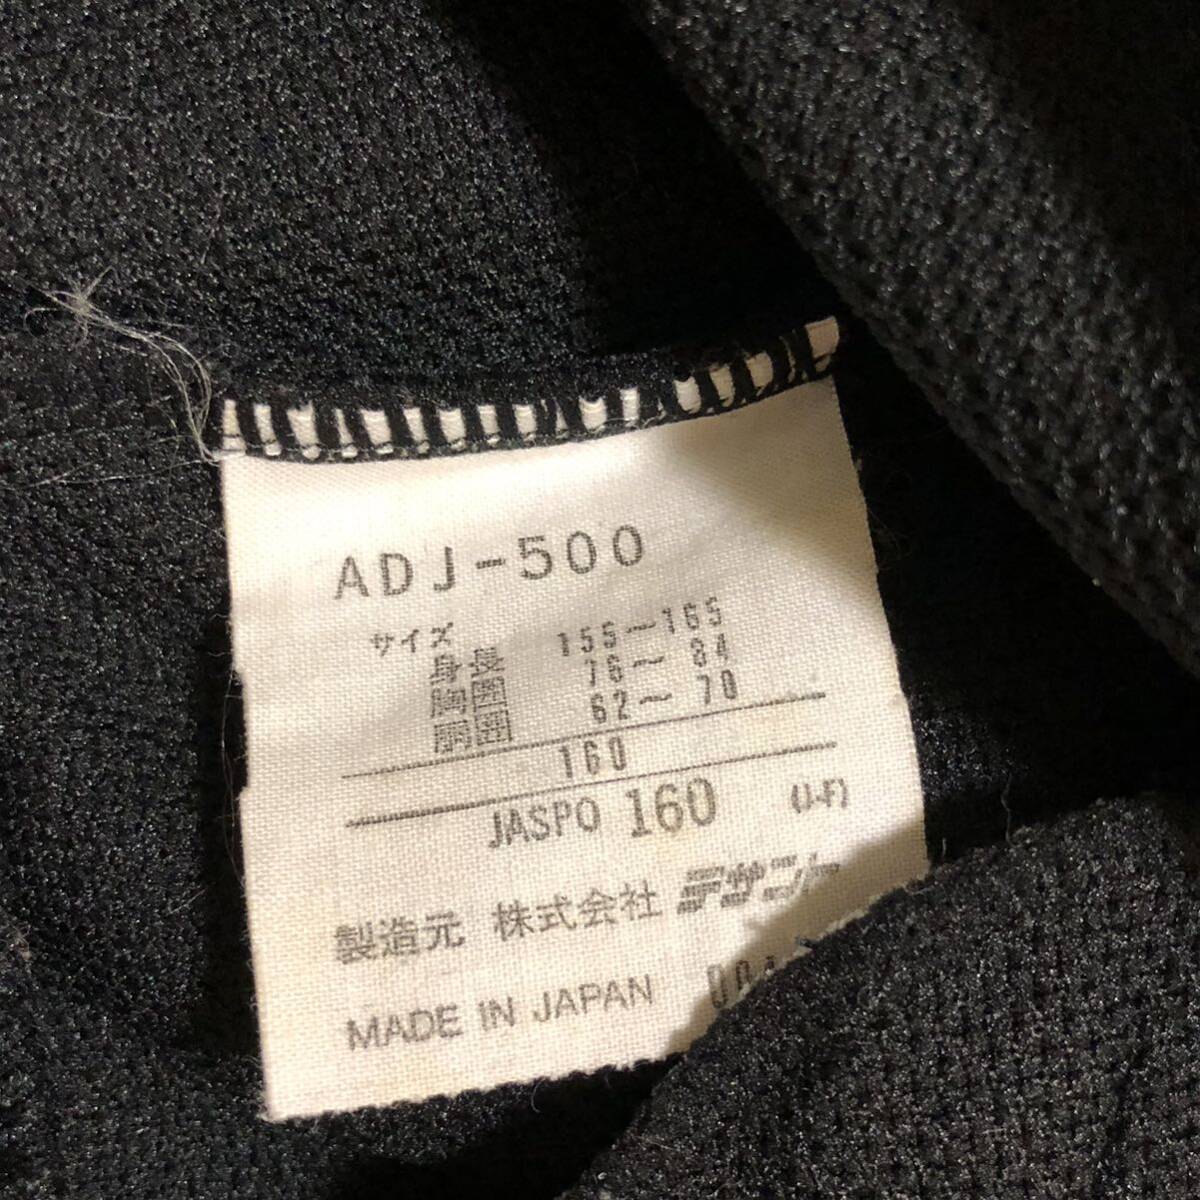 ADJ-500
サイズ
身長 155～165
胸囲 76～ 84
胴囲 62～ 70
160
JASPO 160 (J-F)
製造元 株式会社 デサント
MADE IN JAPAN